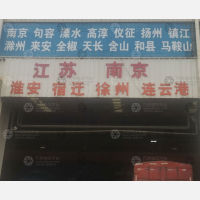 南京 句容 溧水 高淳 仪征 扬州 镇江
滁州 来安 全椒 天长 含山 和县 马鞍山
江苏 南京
淮安 宿迁 徐州 连云港